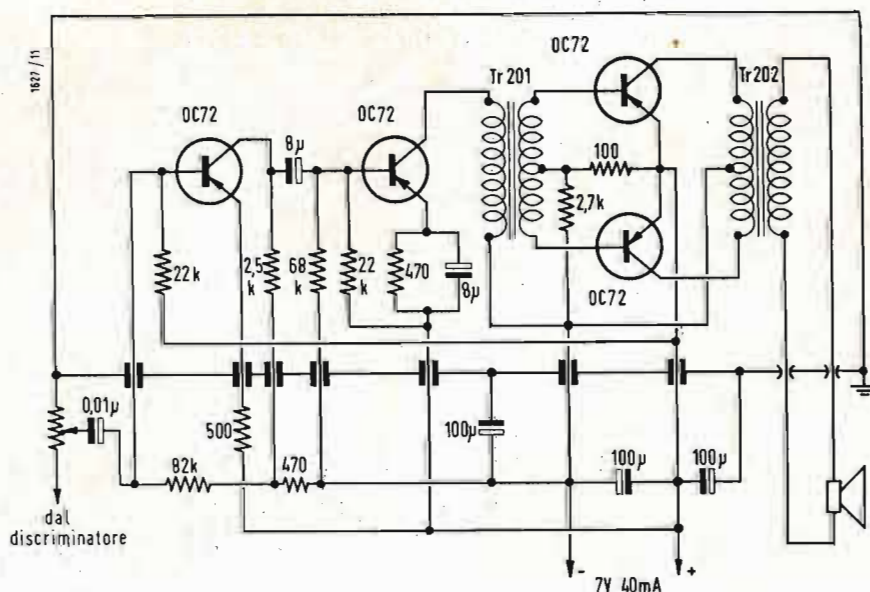 1627/11
OC72
8µ
OC72
Tr 201
OC72
Tr 202
100
2,7k
22k
2,5
k
68
k
22
k
470
8µ
OC72
0,01µ
82k
500
470
100µ
100µ
100µ
dal
discriminatore
- 7V 40mA +